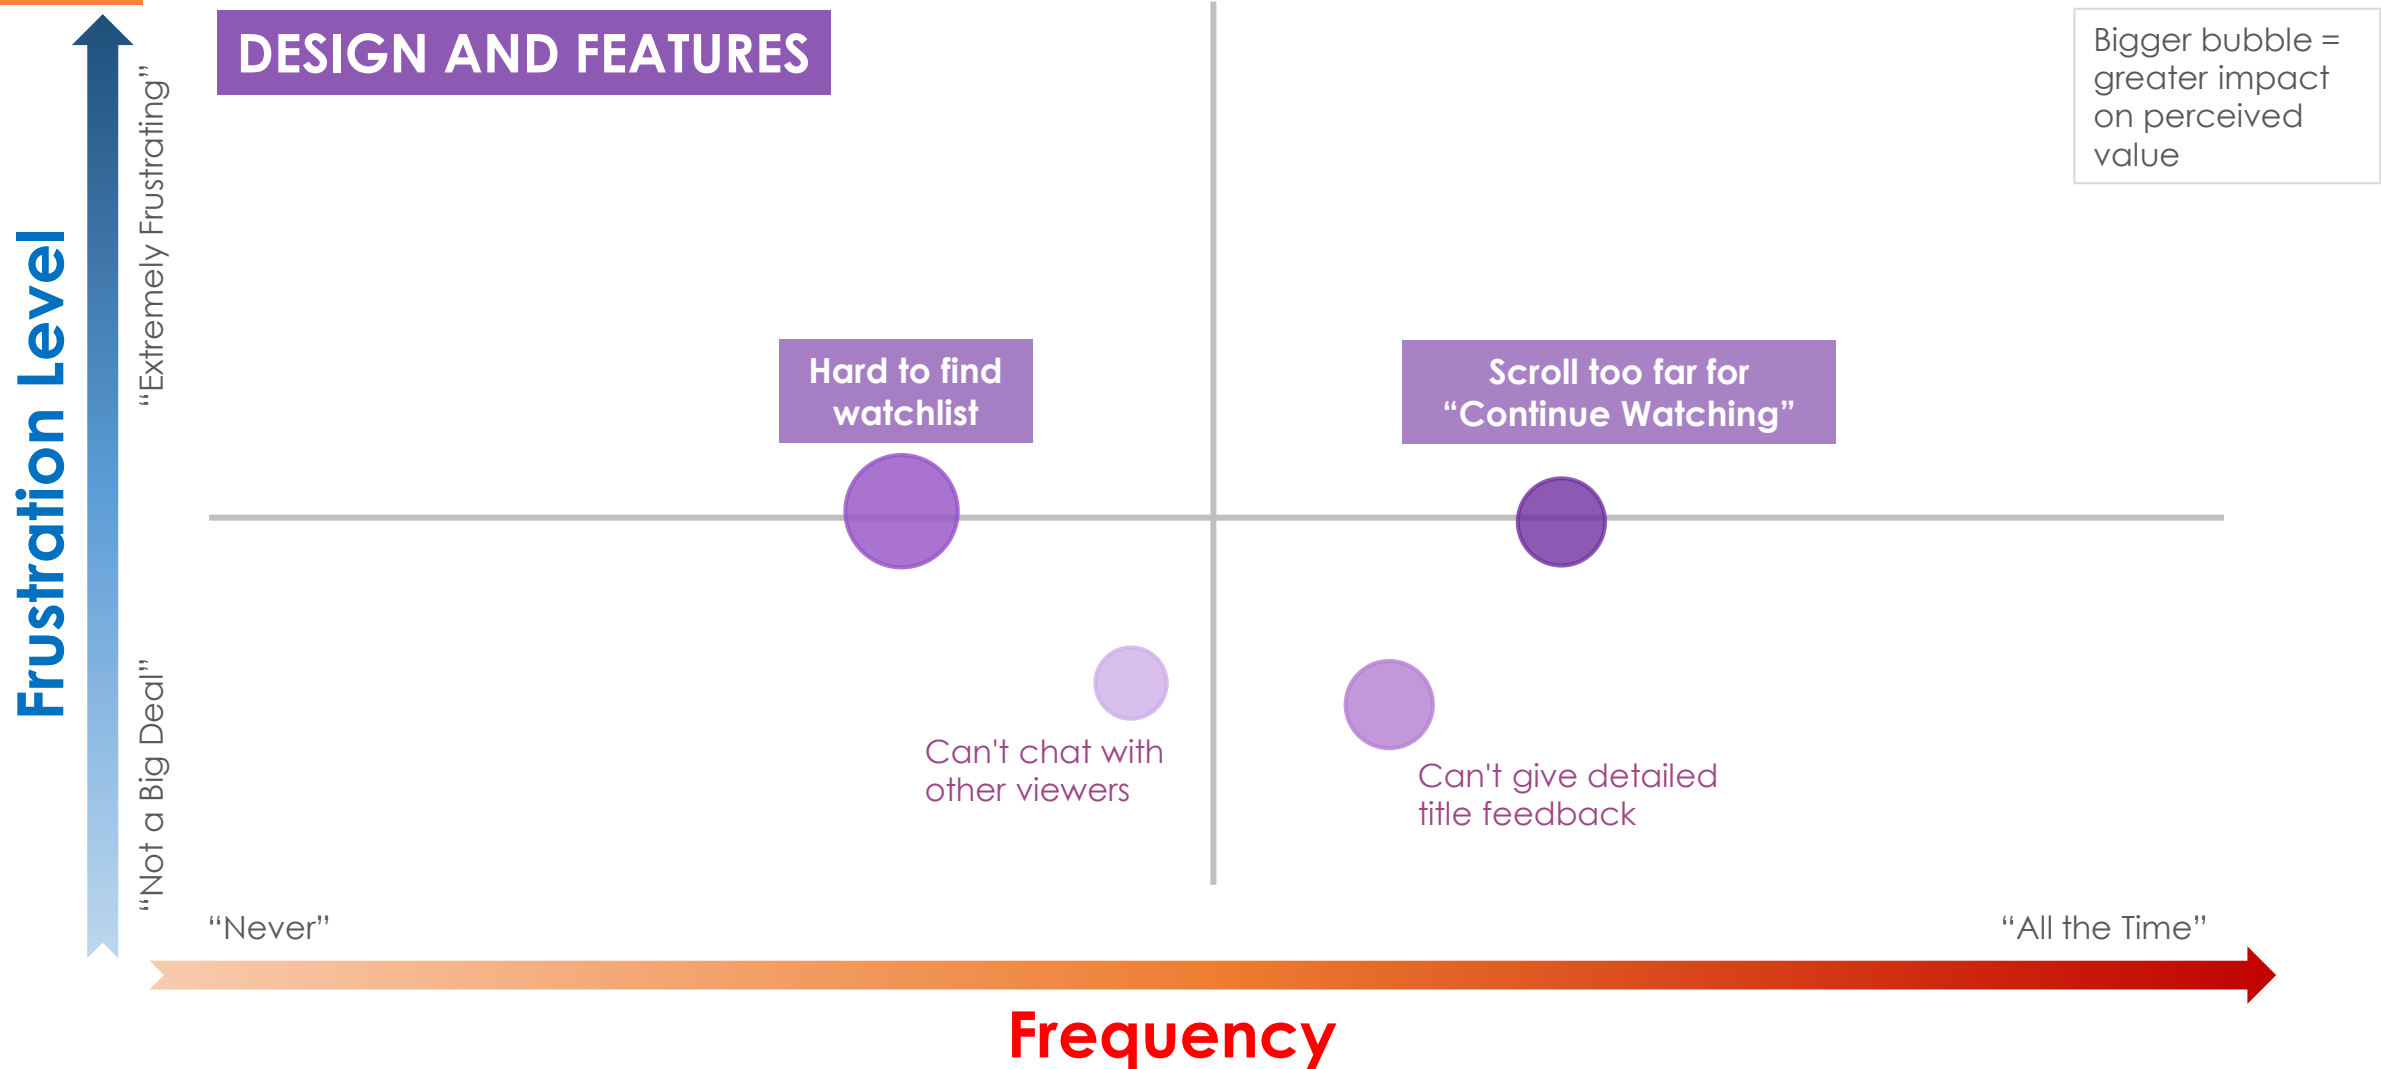 DESIGN AND FEATURES
Bigger bubble =
greater impact
on perceived
value
Frustration Level
“Extremely Frustrating”
“Not a Big Deal”
Hard to find
watchlist
Scroll too far for
“Continue Watching”
Can't chat with
other viewers
Can't give detailed
title feedback
“Never”
“All the Time”
Frequency